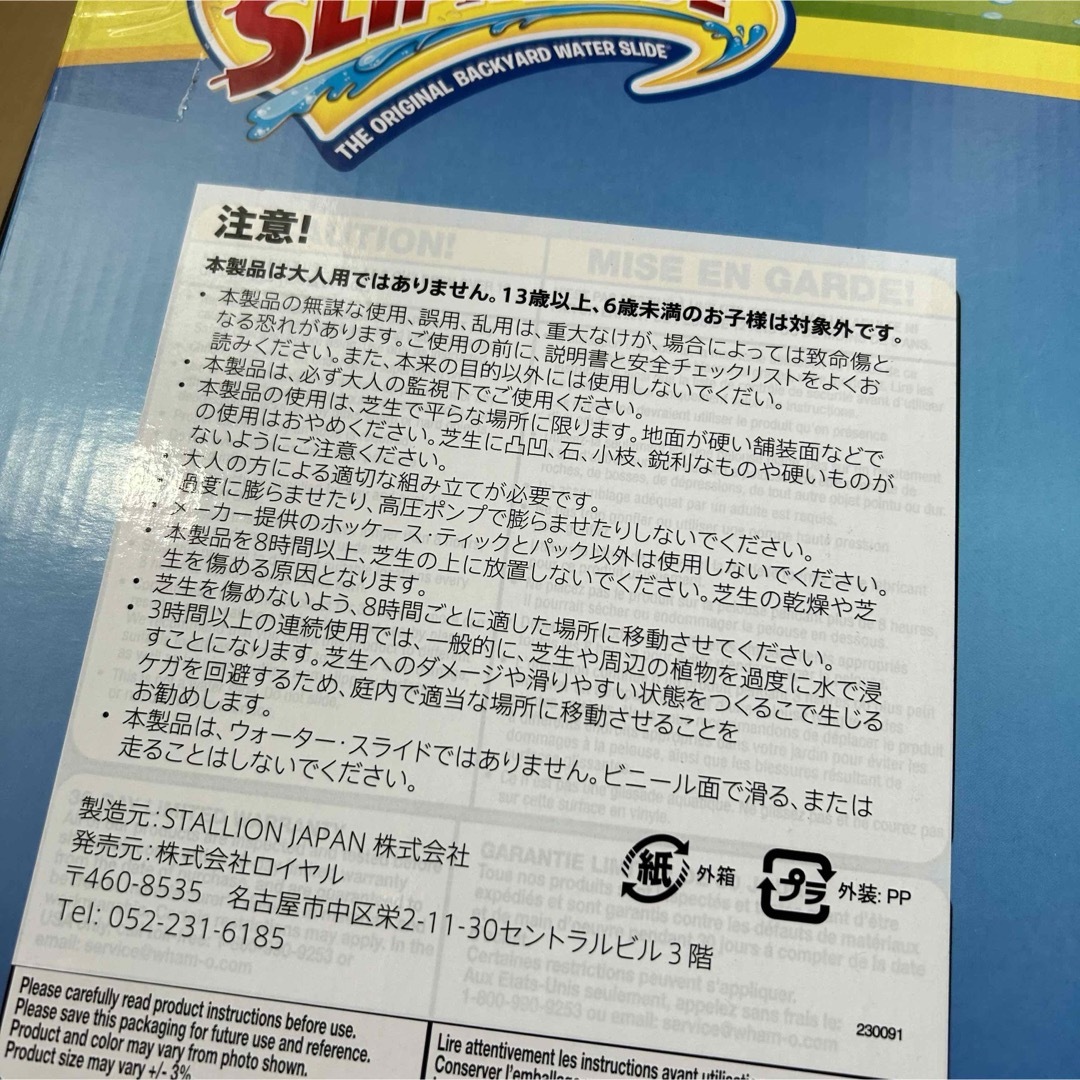 THE ORIGINAL BACKYARD WATER SLIDE
注意!
本製品は大人用ではありません。13歳以上、6歳未満のお子様は対象外です。
・本製品の無謀な使用、誤用、乱用は、重大なけが、場合によっては致命傷と
なる恐れがあります。ご使用の前に、説明書と安全チェックリストをよくお
読みください。また、本来の目的以外には使用しないでくだい。
・本製品は、必ず大人の監視下でご使用ください。
・本製品の使用は、芝生で平らな場所に限ります。地面が硬い舗装面などで
の使用はおやめください。芝生に凸凹、石、小枝、鋭利なものや硬いものが
ないようにご注意ください。
・大人の方による適切な組み立てが必要です。
・過度に膨らませたり、高圧ポンプで膨らませたりしないでください。
・メーカー提供のホッケース・ティックとパック以外は使用しないでください。
・本製品を8時間以上、芝生の上に放置しないでください。芝生の乾燥や芝
生を傷める原因となります。
・芝生を傷めないよう、8時間ごとに適した場所に移動させてください。
・3時間以上の連続使用では、一般的に、芝生や周辺の植物を過度に水で浸
すことになります。芝生へのダメージや滑りやすい状態をつくるこで生じる
ケガを回避するため、庭内で適当な場所に移動させることを
お勧めします。
・本製品は、ウォーター・スライドではありません。ビニール面で滑る、または
走ることはしないでください。
製造元:STALLION JAPAN 株式会社
発売元:株式会社ロイヤル
〒460-8535 名古屋市中区栄2-11-30セントラルビル3階
Tel: 052-231-6185
紙 外箱
プラ 外装:PP
230091
CAUTION!
MISE EN GARDE!
1-800-990-9253 ou email: service@wham-o.com
email: service@wham-o.com
Please carefully read product instructions before use.
Please save this packaging for future use and reference.
Product and color may vary from photo shown.
Product size may vary +/- 3%
Lire attentivement les instructions avant
Conserver l'emballage